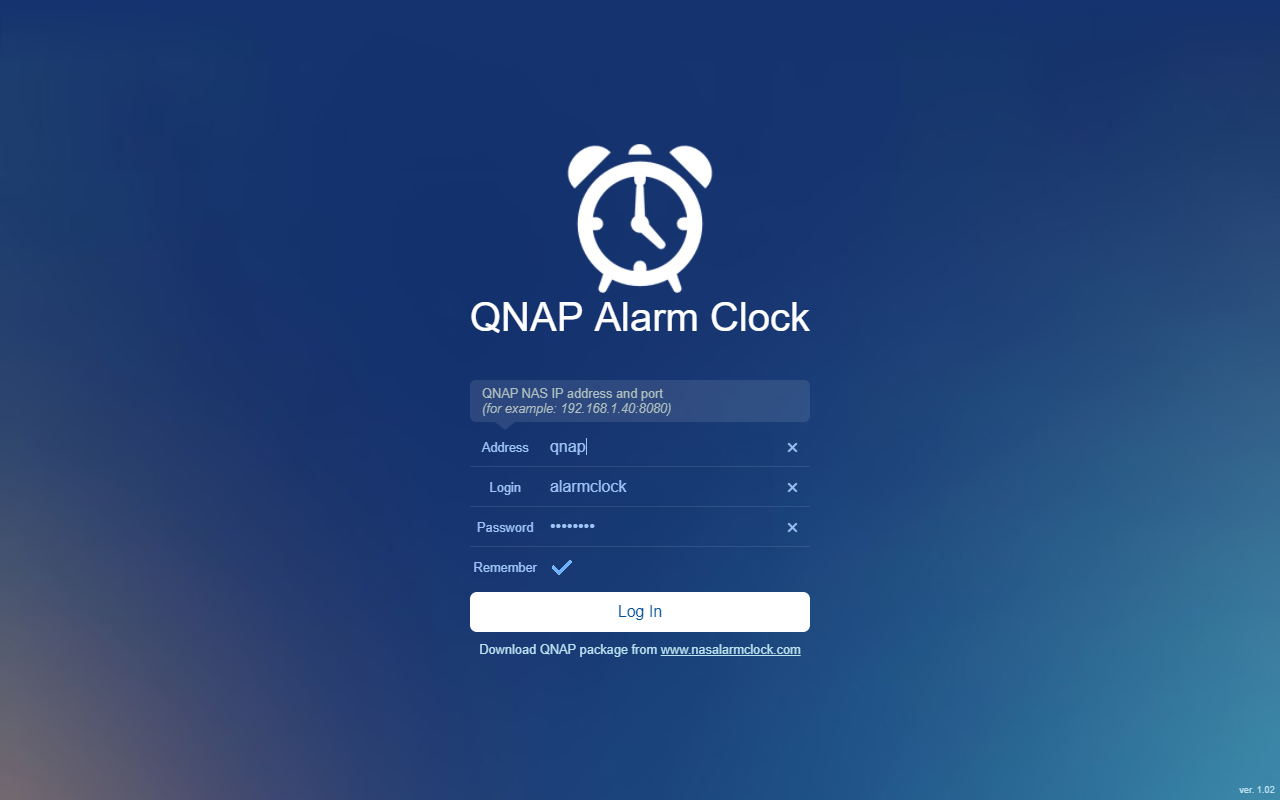 QNAP Alarm Clock
QNAP NAS IP address and port
(for example: 192.168.1.40:8080)
Address qnap
Login alarmclock
Password ••••••••
Remember
Log In
Download QNAP package from www.nasalarmclock.com
ver. 1.02